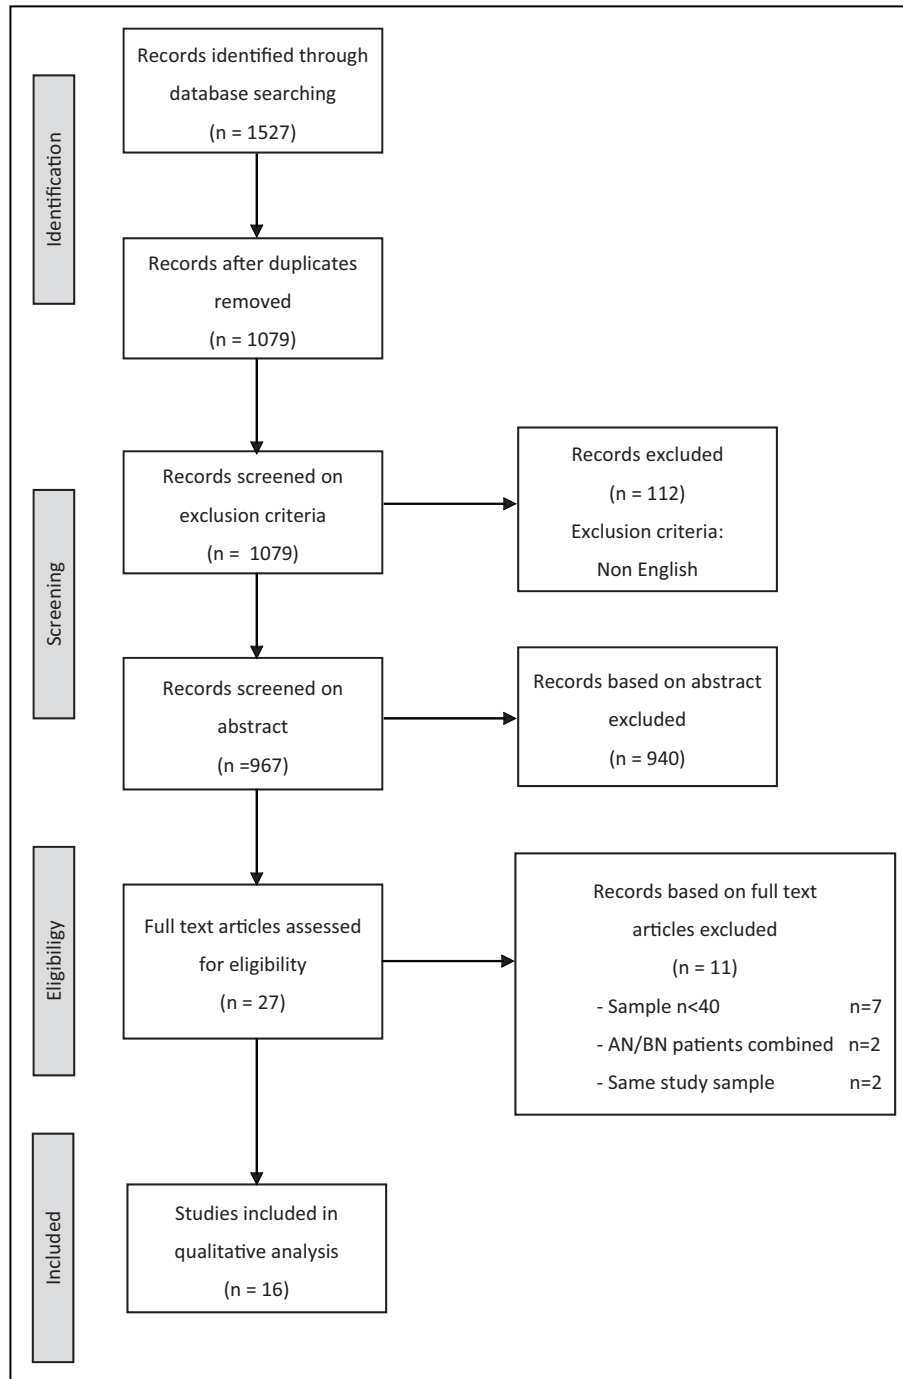 Identification
Records identified through
database searching
(n = 1527)
Records after duplicates
removed
(n = 1079)
Screening
Records screened on
exclusion criteria
(n = 1079)
Records excluded
(n = 112)
Exclusion criteria:
Non English
Records screened on
abstract
(n =967)
Records based on abstract
excluded
(n = 940)
Eligibiligy
Full text articles assessed
for eligibility
(n = 27)
Records based on full text
articles excluded
(n = 11)
- Sample n<40 n=7
- AN/BN patients combined n=2
- Same study sample n=2
Included
Studies included in
qualitative analysis
(n = 16)